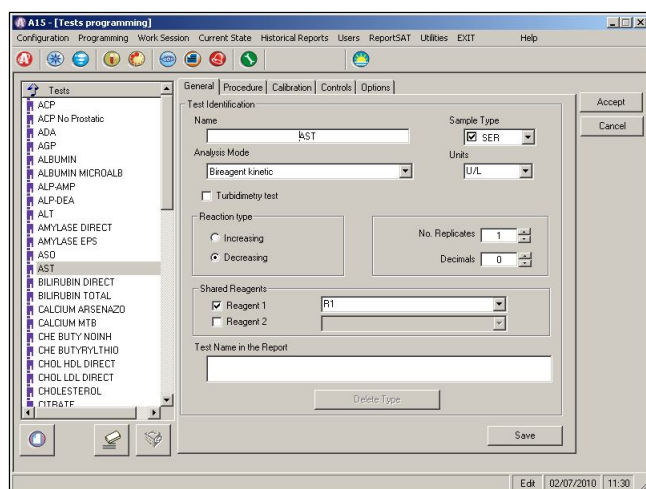 A15 - [Tests programming]
Configuration Programming Work Session Current State Historical Reports Users ReportSAT Utilities EXIT Help
Tests
ACP
ACP No Prostatic
ADA
AGP
ALBUMIN
ALBUMIN MICROALB
ALP-AMP
ALP-DEA
ALT
AMYLASE DIRECT
AMYLASE EPS
ASO
AST
BILIRUBIN DIRECT
BILIRUBIN TOTAL
CALCIUM ARSENAZO
CALCIUM MTB
CHE BUTY NOINH
CHE BUTYRYLTHIO
CHOL HDL DIRECT
CHOL LDL DIRECT
CHOLESTEROL
CITRATE
General Procedure Calibration Controls Options
Test Identification
Name Sample Type
AST SER
Analysis Mode Units
Bireagent kinetic U/L
Turbidimetry test
Reaction type
Increasing
Decreasing
No. Replicates 1
Decimals 0
Shared Reagents
Reagent 1 R1
Reagent 2
Test Name in the Report
Delete Type
Save
Accept
Cancel
Edit 02/07/2010 11:30